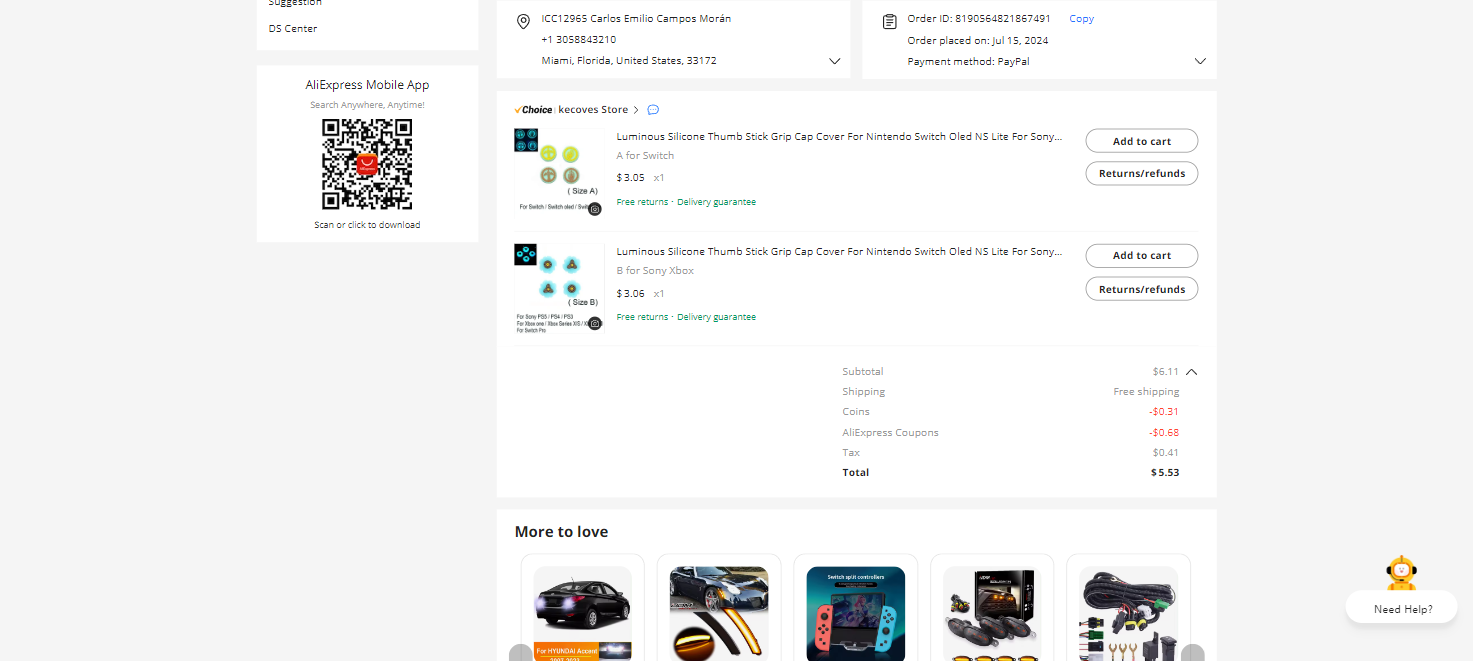 Suggestion
DS Center
AliExpress Mobile App
Search Anywhere, Anytime!
Scan or click to download
ICC12965 Carlos Emilio Campos Morán
+1 3058843210
Miami, Florida, United States, 33172
Order ID: 8190564821867491 Copy
Order placed on: Jul 15, 2024
Payment method: PayPal
Choice kecoves Store
Luminous Silicone Thumb Stick Grip Cap Cover For Nintendo Switch Oled NS Lite For Sony...
A for Switch
$3.05 x1
Free returns · Delivery guarantee
Add to cart
Returns/refunds
( Size A)
For Switch / Switch oled /
Luminous Silicone Thumb Stick Grip Cap Cover For Nintendo Switch Oled NS Lite For Sony...
B for Sony Xbox
$3.06 x1
Free returns · Delivery guarantee
Add to cart
Returns/refunds
( Size B)
For Sony PS5 / PS4 / PS3
For Xbox one / Xbox Series X/S /
For Switch Pro
Subtotal $6.11
Shipping Free shipping
Coins -$0.31
AliExpress Coupons -$0.68
Tax $0.41
Total $5.53
More to love
For HYUNDAI Accent
Switch split controllers
Need Help?